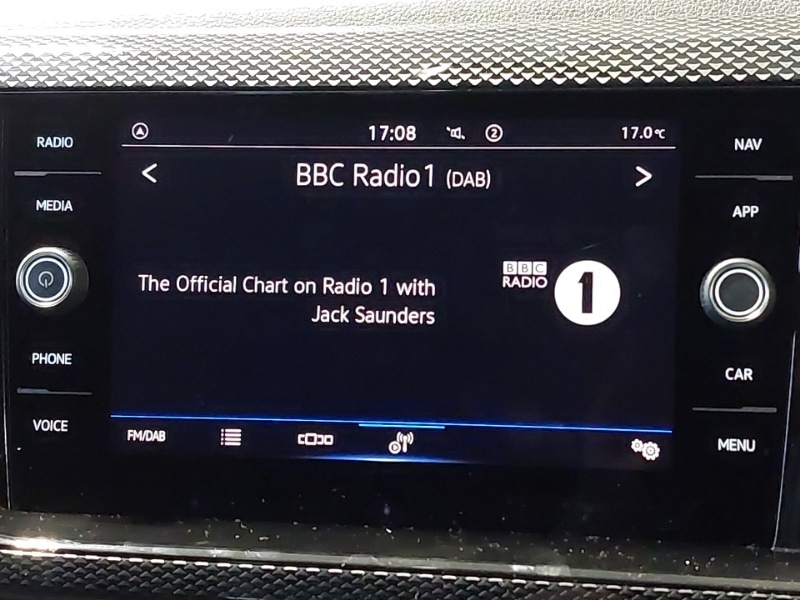 RADIO
MEDIA
PHONE
VOICE
17:08
2
17.0°C
< BBC Radio1 (DAB) >
The Official Chart on Radio 1 with
Jack Saunders
BBC
RADIO
1
FM/DAB
NAV
APP
CAR
MENU